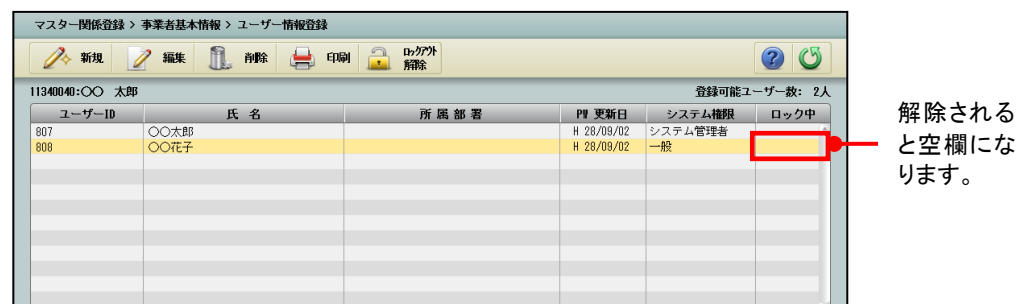 マスター関係登録 > 事業者基本情報 > ユーザー情報登録
新規 編集 削除 印刷 ロックアウト解除
11340040:〇〇 太郎 登録可能ユーザー数: 2人
ユーザーID 氏 名 所 属 部 署 PW 更新日 システム権限 ロック中
807 〇〇太郎 H 28/09/02 システム管理者
808 〇〇花子 H 28/09/02 一般
解除される
と空欄にな
ります。